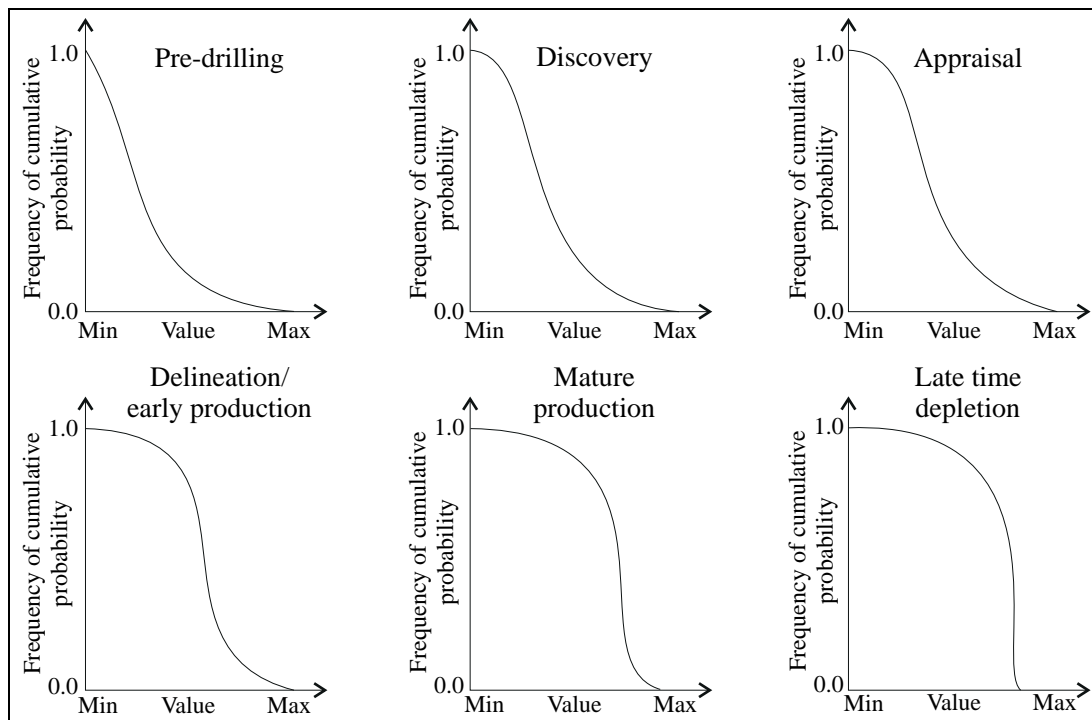 Pre-drilling
1.0
Frequency of cumulative
probability
0.0
Min Value Max
Discovery
1.0
Frequency of cumulative
probability
0.0
Min Value Max
Appraisal
1.0
Frequency of cumulative
probability
0.0
Min Value Max
Delineation/
early production
1.0
Frequency of cumulative
probability
0.0
Min Value Max
Mature
production
1.0
Frequency of cumulative
probability
0.0
Min Value Max
Late time
depletion
1.0
Frequency of cumulative
probability
0.0
Min Value Max